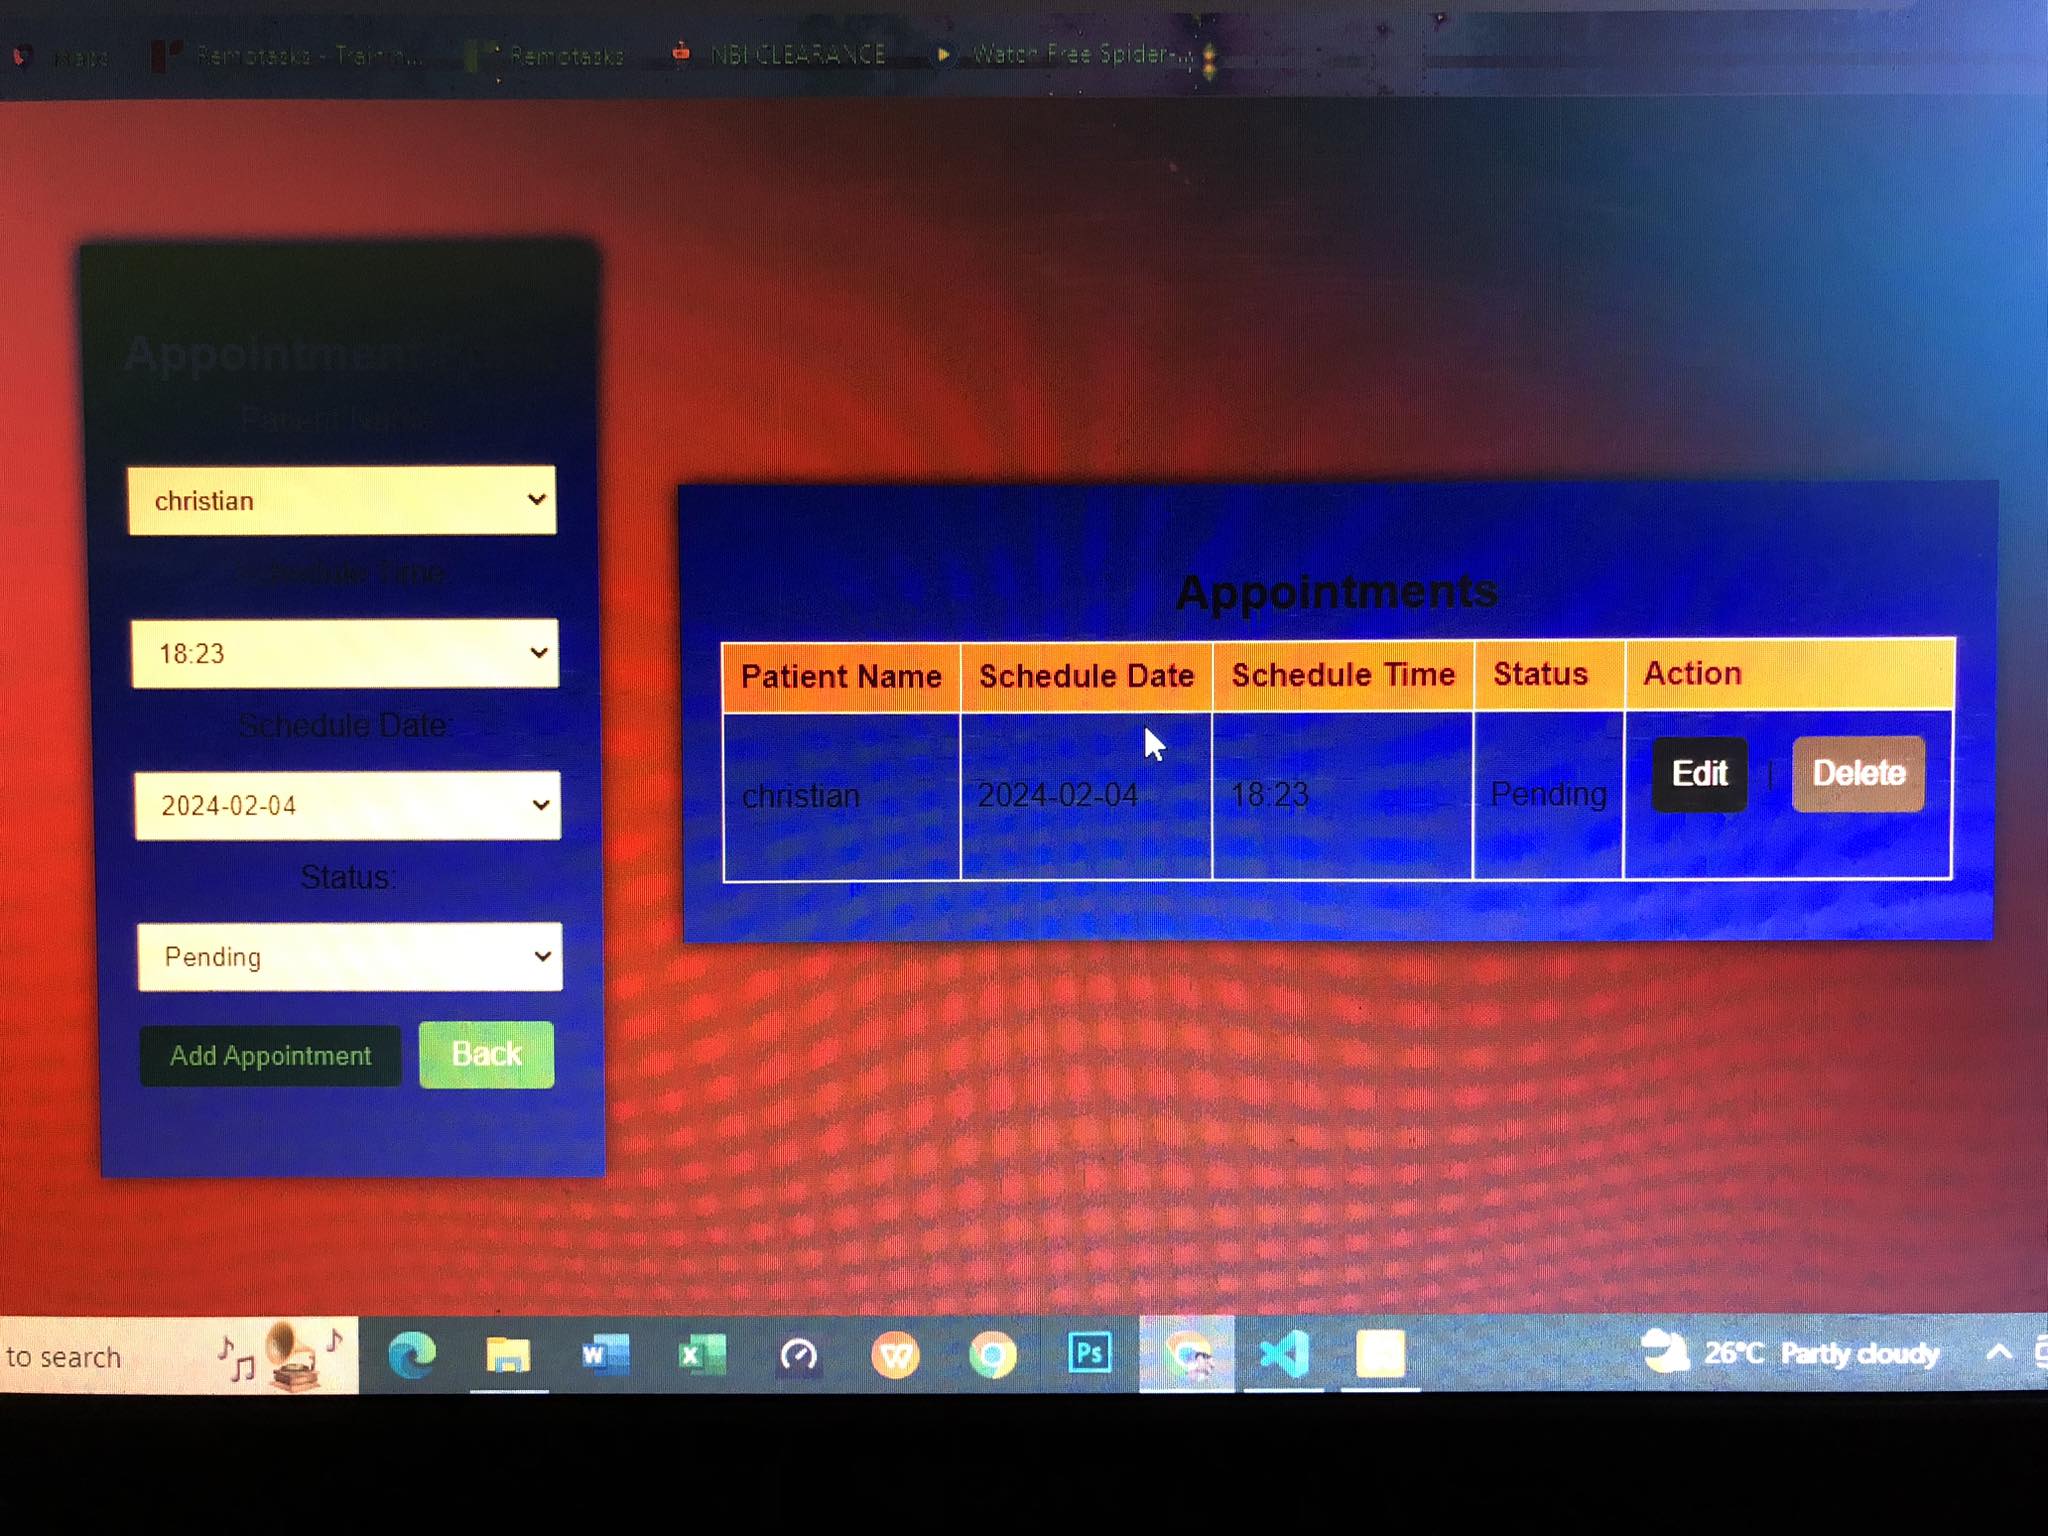 Maps
Remotasks - Trainin...
Remotasks
NBI CLEARANCE
Watch Free Spider-...
Appointment
Patient Name
christian
Schedule Time:
18:23
Schedule Date:
2024-02-04
Status:
Pending
Add Appointment
Back
Appointments
Patient Name Schedule Date Schedule Time Status Action
christian 2024-02-04 18:23 Pending Edit | Delete
to search
W
X
W
Ps
26°C Partly cloudy